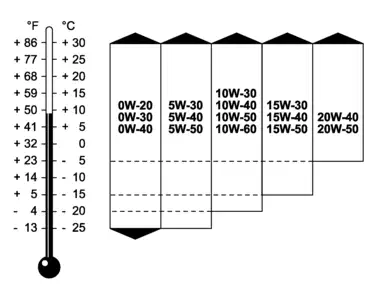 °F °C
+ 86 + 30
+ 77 + 25
+ 68 + 20
+ 59 + 15
+ 50 + 10
+ 41 + 5
+ 32 0
+ 23 - 5
+ 14 - 10
+ 5 - 15
- 4 - 20
- 13 - 25
0W-20
0W-30
0W-40
5W-30
5W-40
5W-50
10W-30
10W-40
10W-50
10W-60
15W-30
15W-40
15W-50
20W-40
20W-50